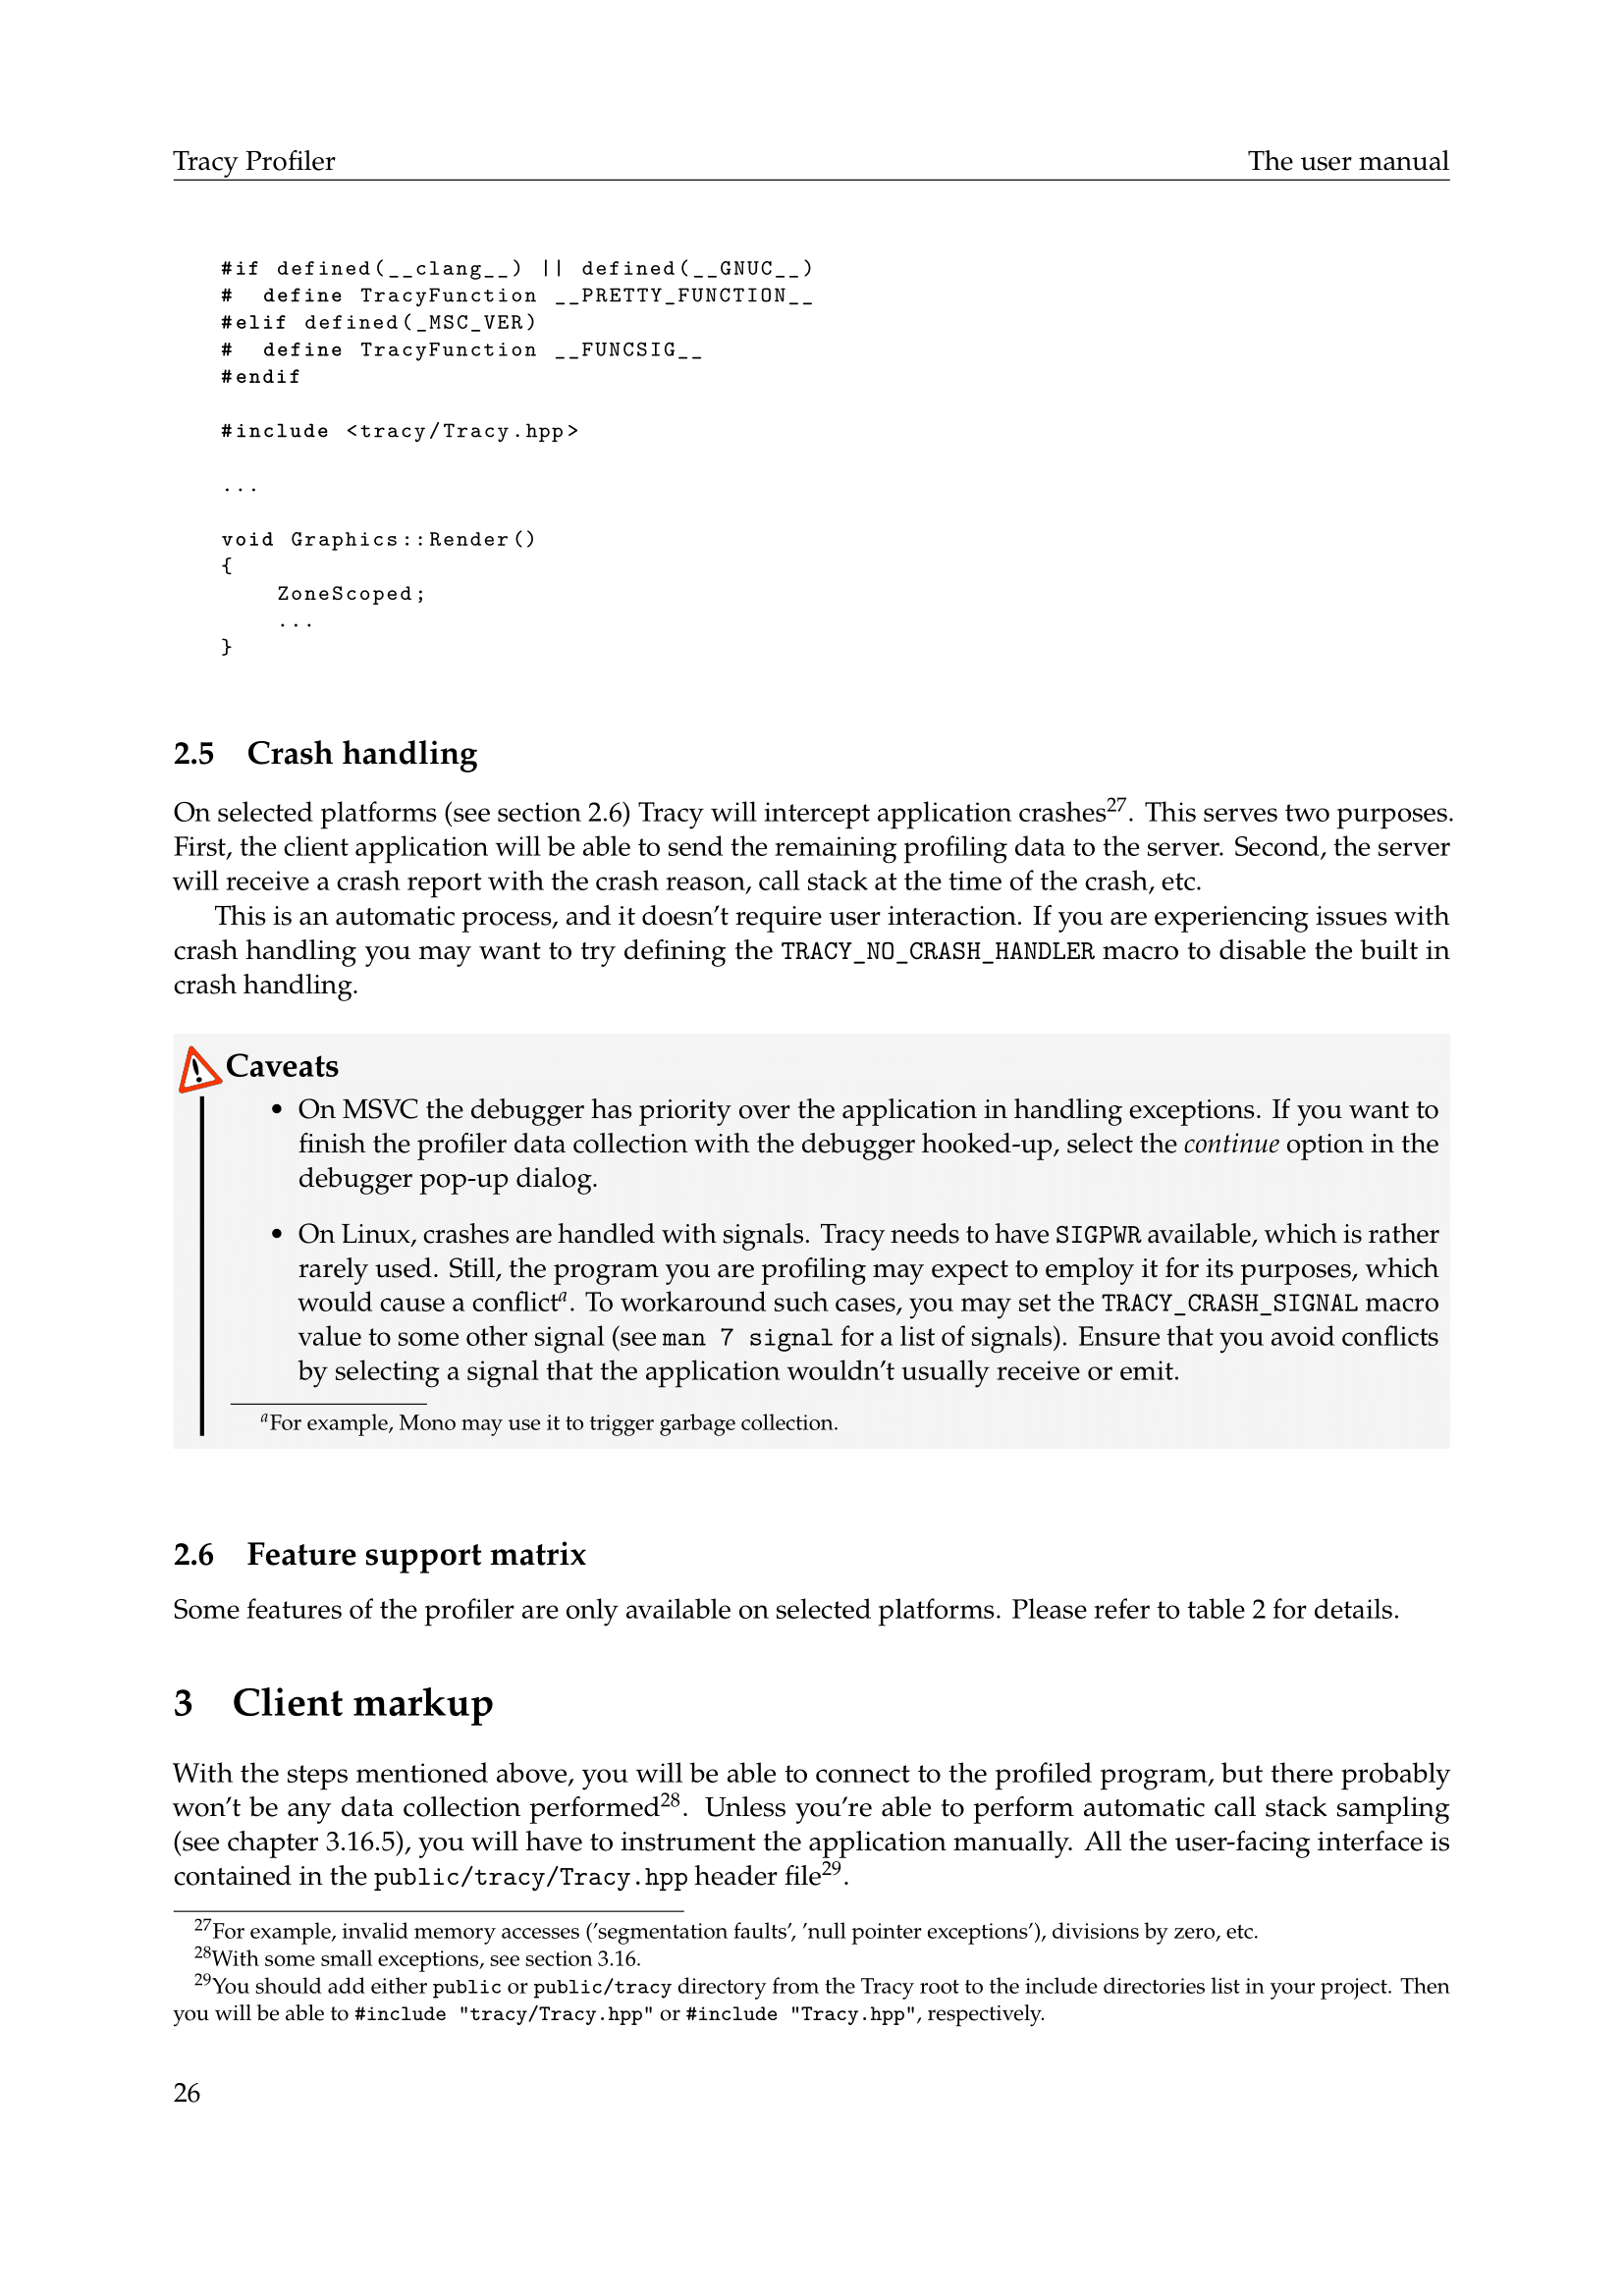 Tracy Profiler The user manual
#if defined(__clang__) || defined(__GNUC__)
#  define TracyFunction __PRETTY_FUNCTION__
#elif defined(_MSC_VER)
#  define TracyFunction __FUNCSIG__
#endif
#include <tracy/Tracy.hpp>
...
void Graphics::Render()
{
    ZoneScoped;
    ...
}
2.5 Crash handling
On selected platforms (see section 2.6) Tracy will intercept application crashes27. This serves two purposes.
First, the client application will be able to send the remaining profiling data to the server. Second, the server
will receive a crash report with the crash reason, call stack at the time of the crash, etc.
This is an automatic process, and it doesn't require user interaction. If you are experiencing issues with
crash handling you may want to try defining the TRACY_NO_CRASH_HANDLER macro to disable the built in
crash handling.
Caveats
• On MSVC the debugger has priority over the application in handling exceptions. If you want to
finish the profiler data collection with the debugger hooked-up, select the continue option in the
debugger pop-up dialog.
• On Linux, crashes are handled with signals. Tracy needs to have SIGPWR available, which is rather
rarely used. Still, the program you are profiling may expect to employ it for its purposes, which
would cause a conflicta. To workaround such cases, you may set the TRACY_CRASH_SIGNAL macro
value to some other signal (see man 7 signal for a list of signals). Ensure that you avoid conflicts
by selecting a signal that the application wouldn't usually receive or emit.
aFor example, Mono may use it to trigger garbage collection.
2.6 Feature support matrix
Some features of the profiler are only available on selected platforms. Please refer to table 2 for details.
3 Client markup
With the steps mentioned above, you will be able to connect to the profiled program, but there probably
won't be any data collection performed28. Unless you're able to perform automatic call stack sampling
(see chapter 3.16.5), you will have to instrument the application manually. All the user-facing interface is
contained in the public/tracy/Tracy.hpp header file29.
27For example, invalid memory accesses ('segmentation faults', 'null pointer exceptions'), divisions by zero, etc.
28With some small exceptions, see section 3.16.
29You should add either public or public/tracy directory from the Tracy root to the include directories list in your project. Then
you will be able to #include "tracy/Tracy.hpp" or #include "Tracy.hpp", respectively.
26